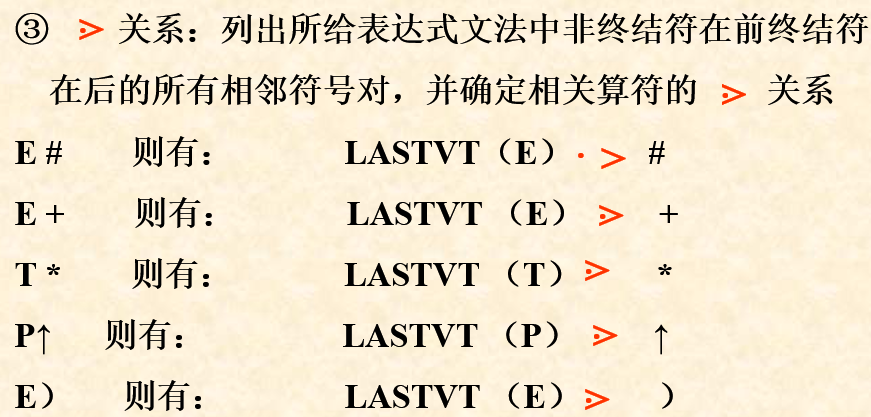 ③ ⋗ 关系：列出所给表达式文法中非终结符在前终结符
在后的所有相邻符号对，并确定相关算符的 ⋗ 关系
E # 则有： LASTVT（E）·＞ #
E + 则有： LASTVT （E） ⋗ +
T * 则有： LASTVT （T）⋗ *
P↑ 则有： LASTVT （P） ⋗ ↑
E） 则有： LASTVT （E）⋗ ）